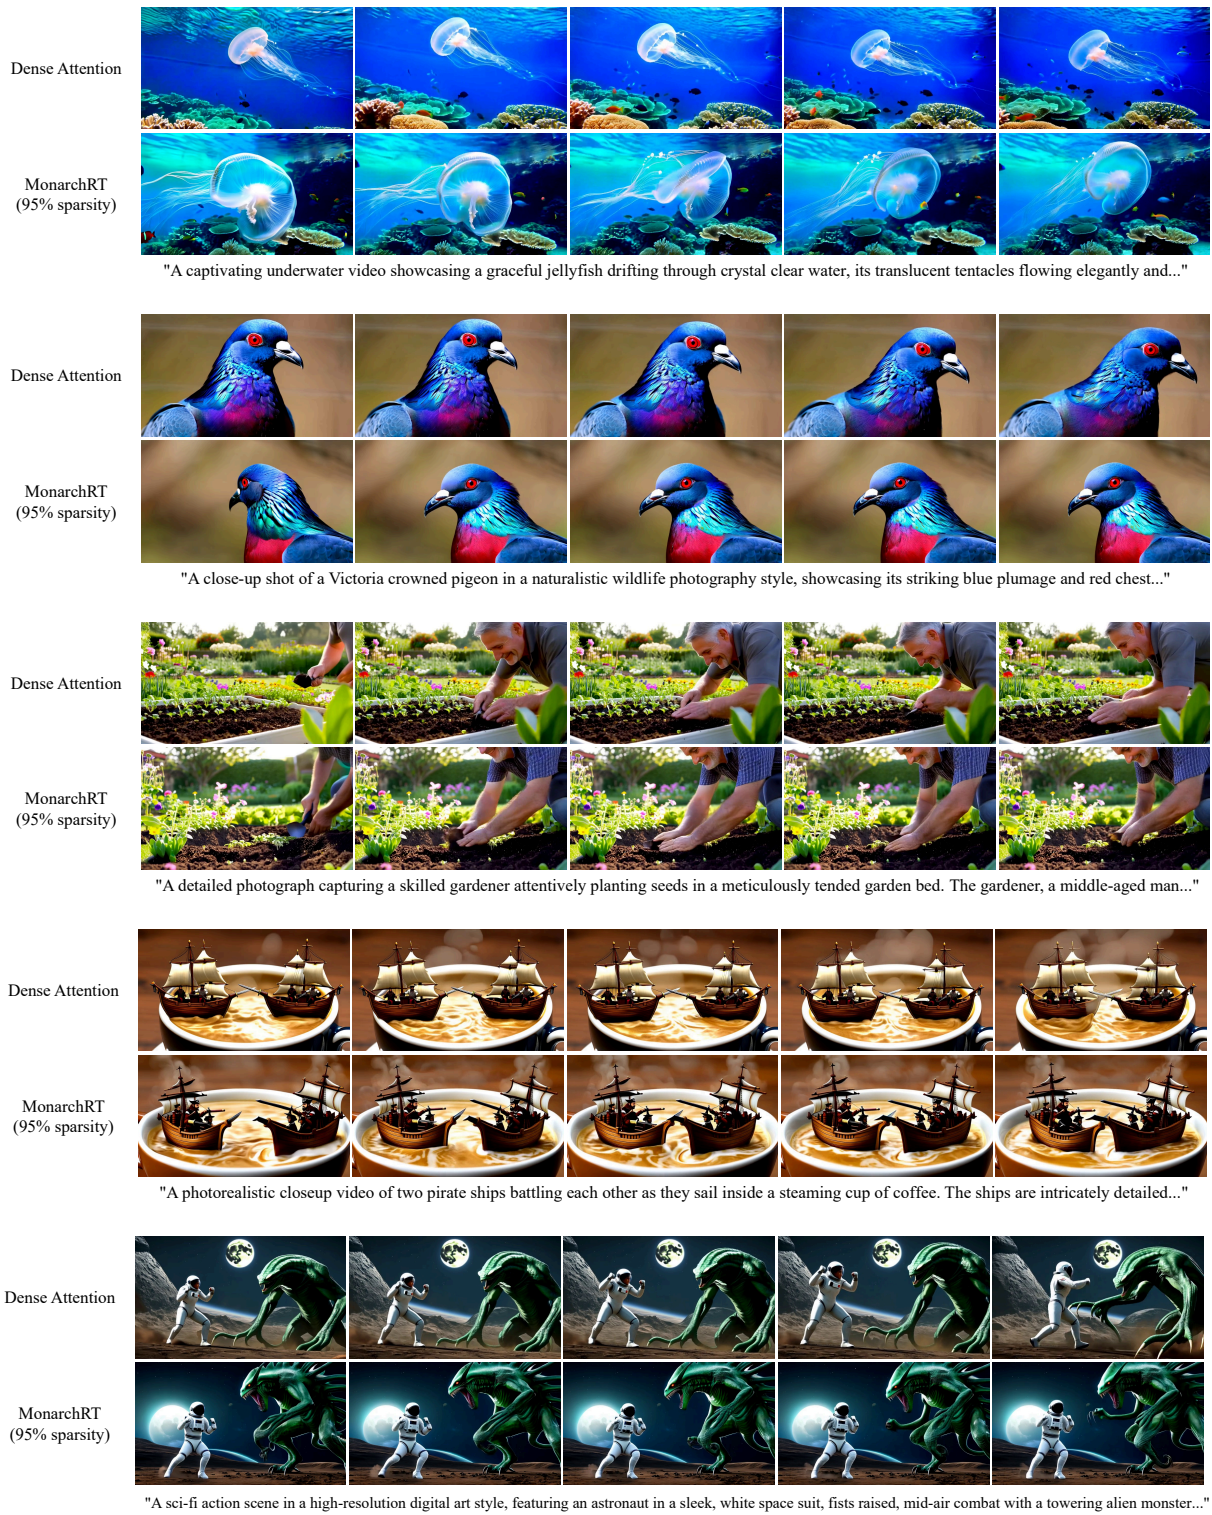 Dense Attention
MonarchRT
(95% sparsity)
"A captivating underwater video showcasing a graceful jellyfish drifting through crystal clear water, its translucent tentacles flowing elegantly and..."
Dense Attention
MonarchRT
(95% sparsity)
"A close-up shot of a Victoria crowned pigeon in a naturalistic wildlife photography style, showcasing its striking blue plumage and red chest..."
Dense Attention
MonarchRT
(95% sparsity)
"A detailed photograph capturing a skilled gardener attentively planting seeds in a meticulously tended garden bed. The gardener, a middle-aged man..."
Dense Attention
MonarchRT
(95% sparsity)
"A photorealistic closeup video of two pirate ships battling each other as they sail inside a steaming cup of coffee. The ships are intricately detailed..."
Dense Attention
MonarchRT
(95% sparsity)
"A sci-fi action scene in a high-resolution digital art style, featuring an astronaut in a sleek, white space suit, fists raised, mid-air combat with a towering alien monster..."